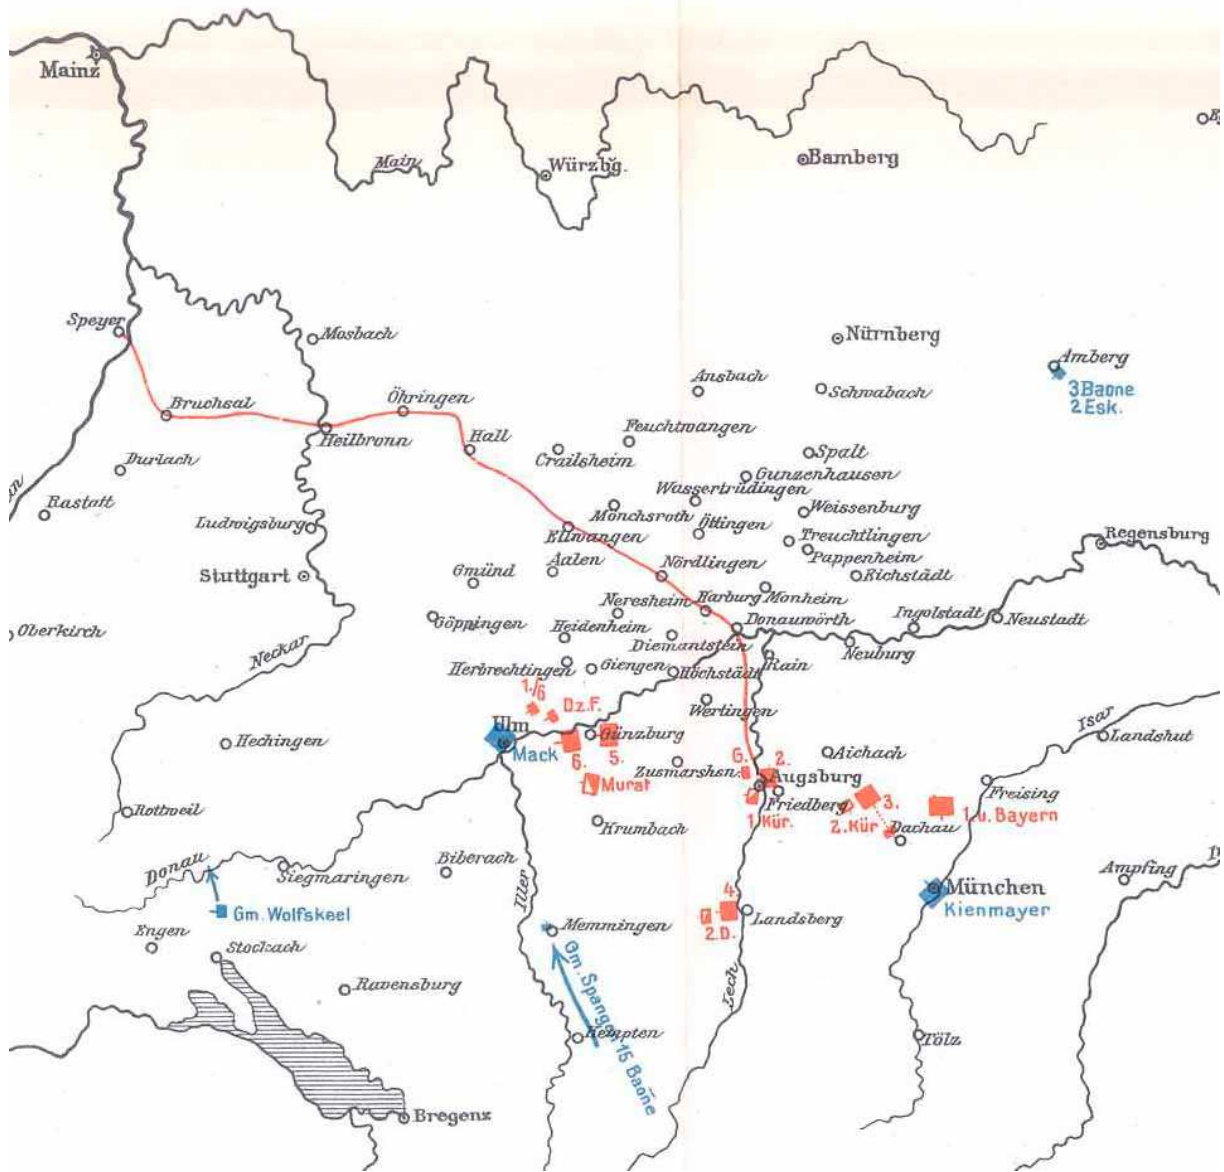 Mainz
Main
Würzbg.
Bamberg
Speyer
Mosbach
Nürnberg
Amberg
3 Baone
2 Esk.
Ansbach
Schwabach
Bruchsal
Öhringen
Heilbronn
Hall
Feuchtwangen
Crailsheim
Spalt
Durlach
Gunzenhausen
Wassertrüdingen
Rastatt
Mönchsroth
Weissenburg
Ludwigsburg
Ellwangen
Öttingen
Treuchtlingen
Pappenheim
Regensburg
Stuttgart
Gmünd
Aalen
Nördlingen
Eichstädt
Neresheim
Harburg
Monheim
Oberkirch
Göppingen
Heidenheim
Donauwörth
Ingolstadt
Neustadt
Neckar
Diemantstein
Neuburg
Herbrechtingen
Giengen
Höchstädt
Rain
1./6
Dz.F.
Wertingen
Isar
Ulm
Mack
Günzburg
Hechingen
6.
5.
Zusmarshsn.
G.
2.
Aichach
Landshut
Murat
Augsburg
Friedberg
Freising
Rottweil
1. Kür.
3.
2. Kür
1. u. Bayern
Krumbach
Dachau
Donau
Siegmaringen
Biberach
Iller
Ampfing
München
Kienmayer
Gm. Wolfskeel
4.
2.D.
Landsberg
Engen
Stockach
Memmingen
Gm. Spangen 15 Baone
Lech
Ravensburg
Kempten
Tölz
Bregenz